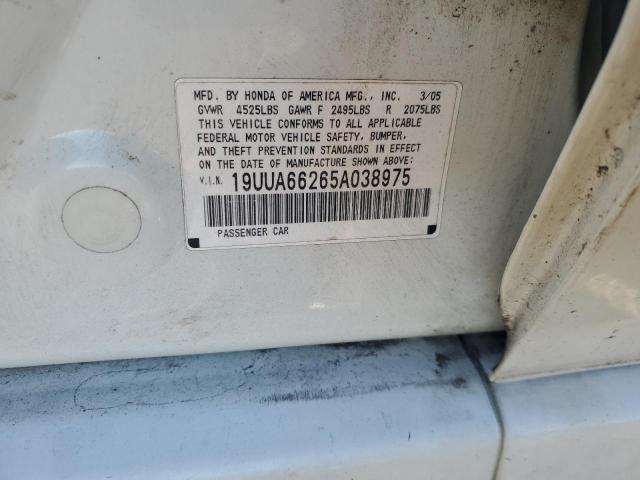 MFD. BY HONDA OF AMERICA MFG., INC. 3/05
GVWR 4525LBS GAWR F 2495LBS R 2075LBS
THIS VEHICLE CONFORMS TO ALL APPLICABLE
FEDERAL MOTOR VEHICLE SAFETY, BUMPER,
AND THEFT PREVENTION STANDARDS IN EFFECT
ON THE DATE OF MANUFACTURE SHOWN ABOVE:
V.I.N. 19UUA66265A038975
PASSENGER CAR